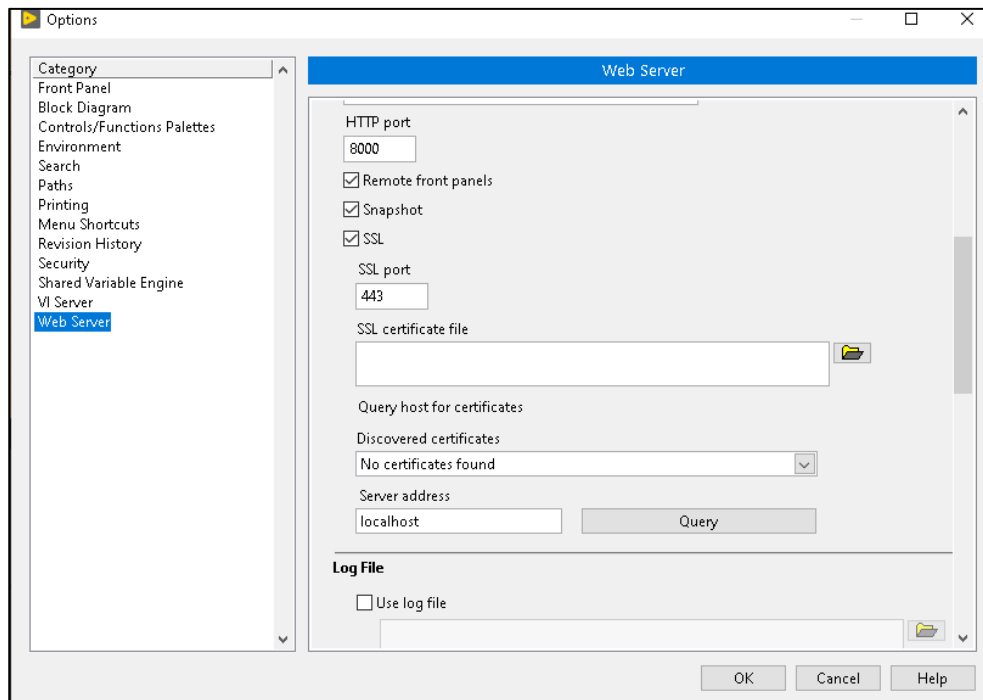 Options
Category
Front Panel
Block Diagram
Controls/Functions Palettes
Environment
Search
Paths
Printing
Menu Shortcuts
Revision History
Security
Shared Variable Engine
VI Server
Web Server
Web Server
HTTP port
8000
Remote front panels
Snapshot
SSL
SSL port
443
SSL certificate file
Query host for certificates
Discovered certificates
No certificates found
Server address
localhost
Query
Log File
Use log file
OK Cancel Help